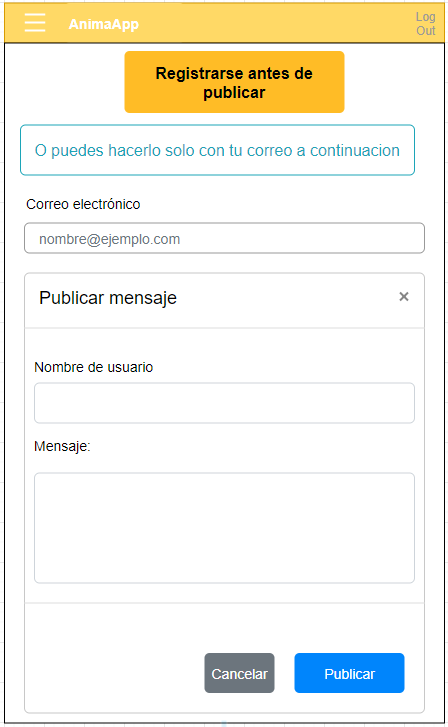 AnimaApp
Log
Out
Registrarse antes de
publicar
O puedes hacerlo solo con tu correo a continuacion
Correo electrónico
nombre@ejemplo.com
Publicar mensaje ×
Nombre de usuario
Mensaje:
Cancelar
Publicar